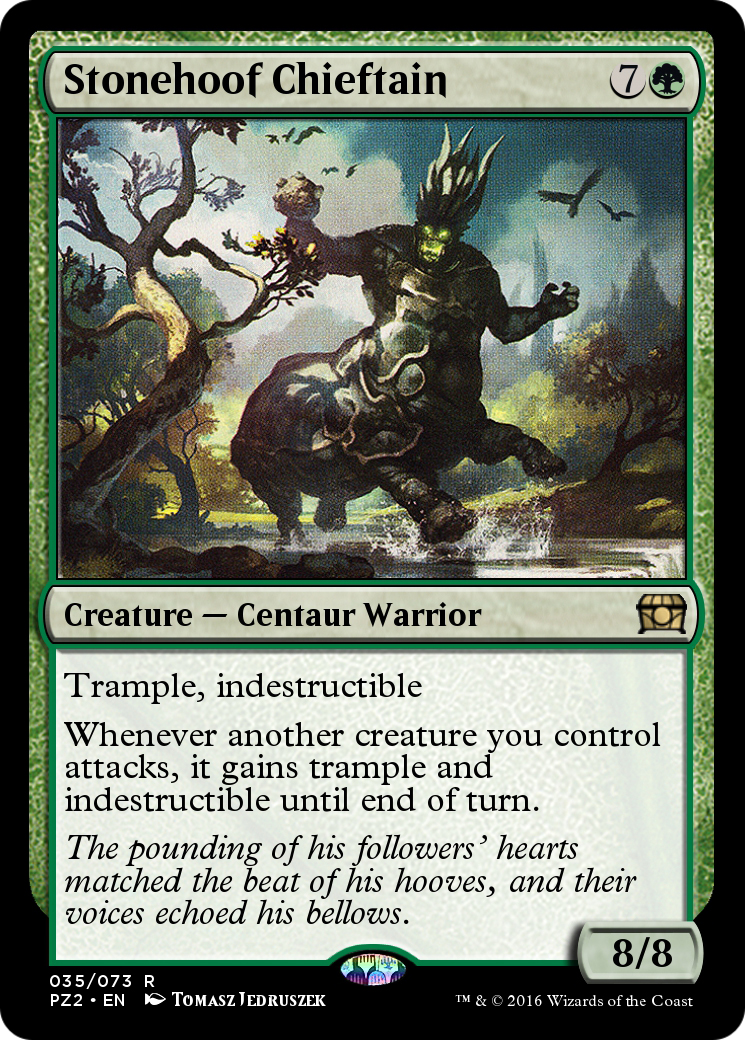 Stonehoof Chieftain 7
Creature — Centaur Warrior
Trample, indestructible
Whenever another creature you control
attacks, it gains trample and
indestructible until end of turn.
The pounding of his followers’ hearts
matched the beat of his hooves, and their
voices echoed his bellows.
8/8
035/073 R
PZ2 • EN Tomasz Jedruszek
™ & © 2016 Wizards of the Coast